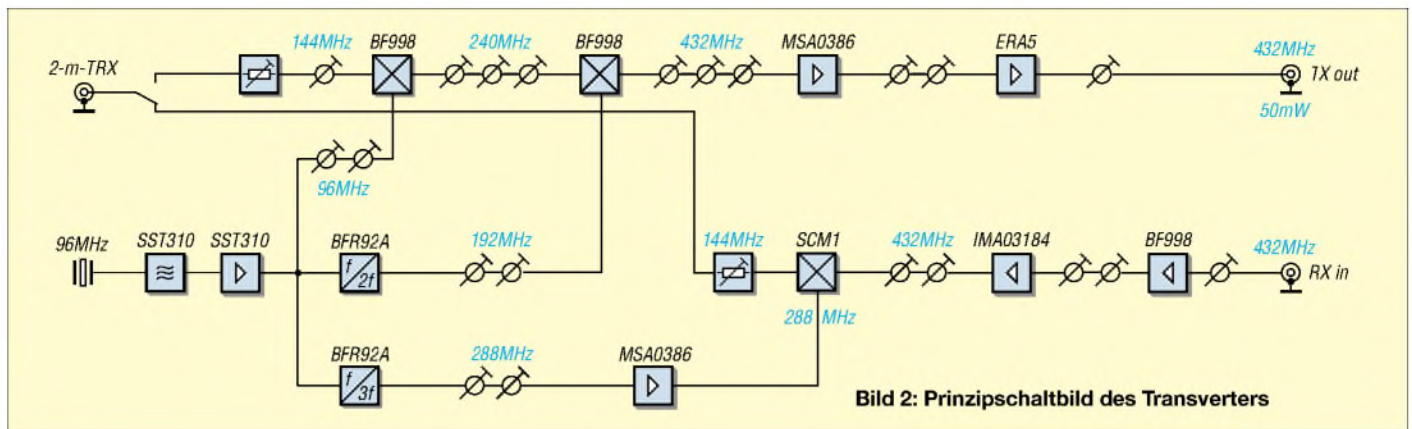 144MHz BF998 240MHz BF998 432MHz MSA0386 ERA5 432MHz
2-m-TRX TX out
50mW
96MHz
96MHz SST310 SST310 BFR92A 192MHz 144MHz SCM1 432MHz IMA03184 BF998 432MHz
f/2f RX in
288 MHz
BFR92A 288MHz MSA0386
f/3f
Bild 2: Prinzipschaltbild des Transverters